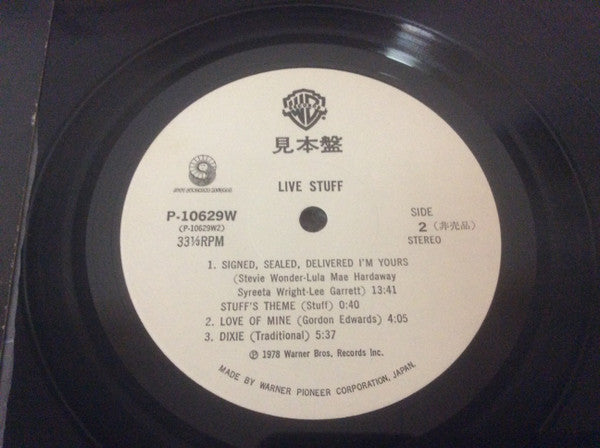 見本盤
LIVE STUFF
P-10629W
(P-10629W2)
33⅓RPM
SIDE
2 (非売品)
STEREO
1. SIGNED, SEALED, DELIVERED I'M YOURS
(Stevie Wonder-Lula Mae Hardaway
Syreeta Wright-Lee Garrett) 13:41
STUFF'S THEME (Stuff) 0:40
2. LOVE OF MINE (Gordon Edwards) 4:05
3. DIXIE (Traditional) 5:37
Ⓟ 1978 Warner Bros. Records Inc.
MADE BY WARNER PIONEER CORPORATION, JAPAN.